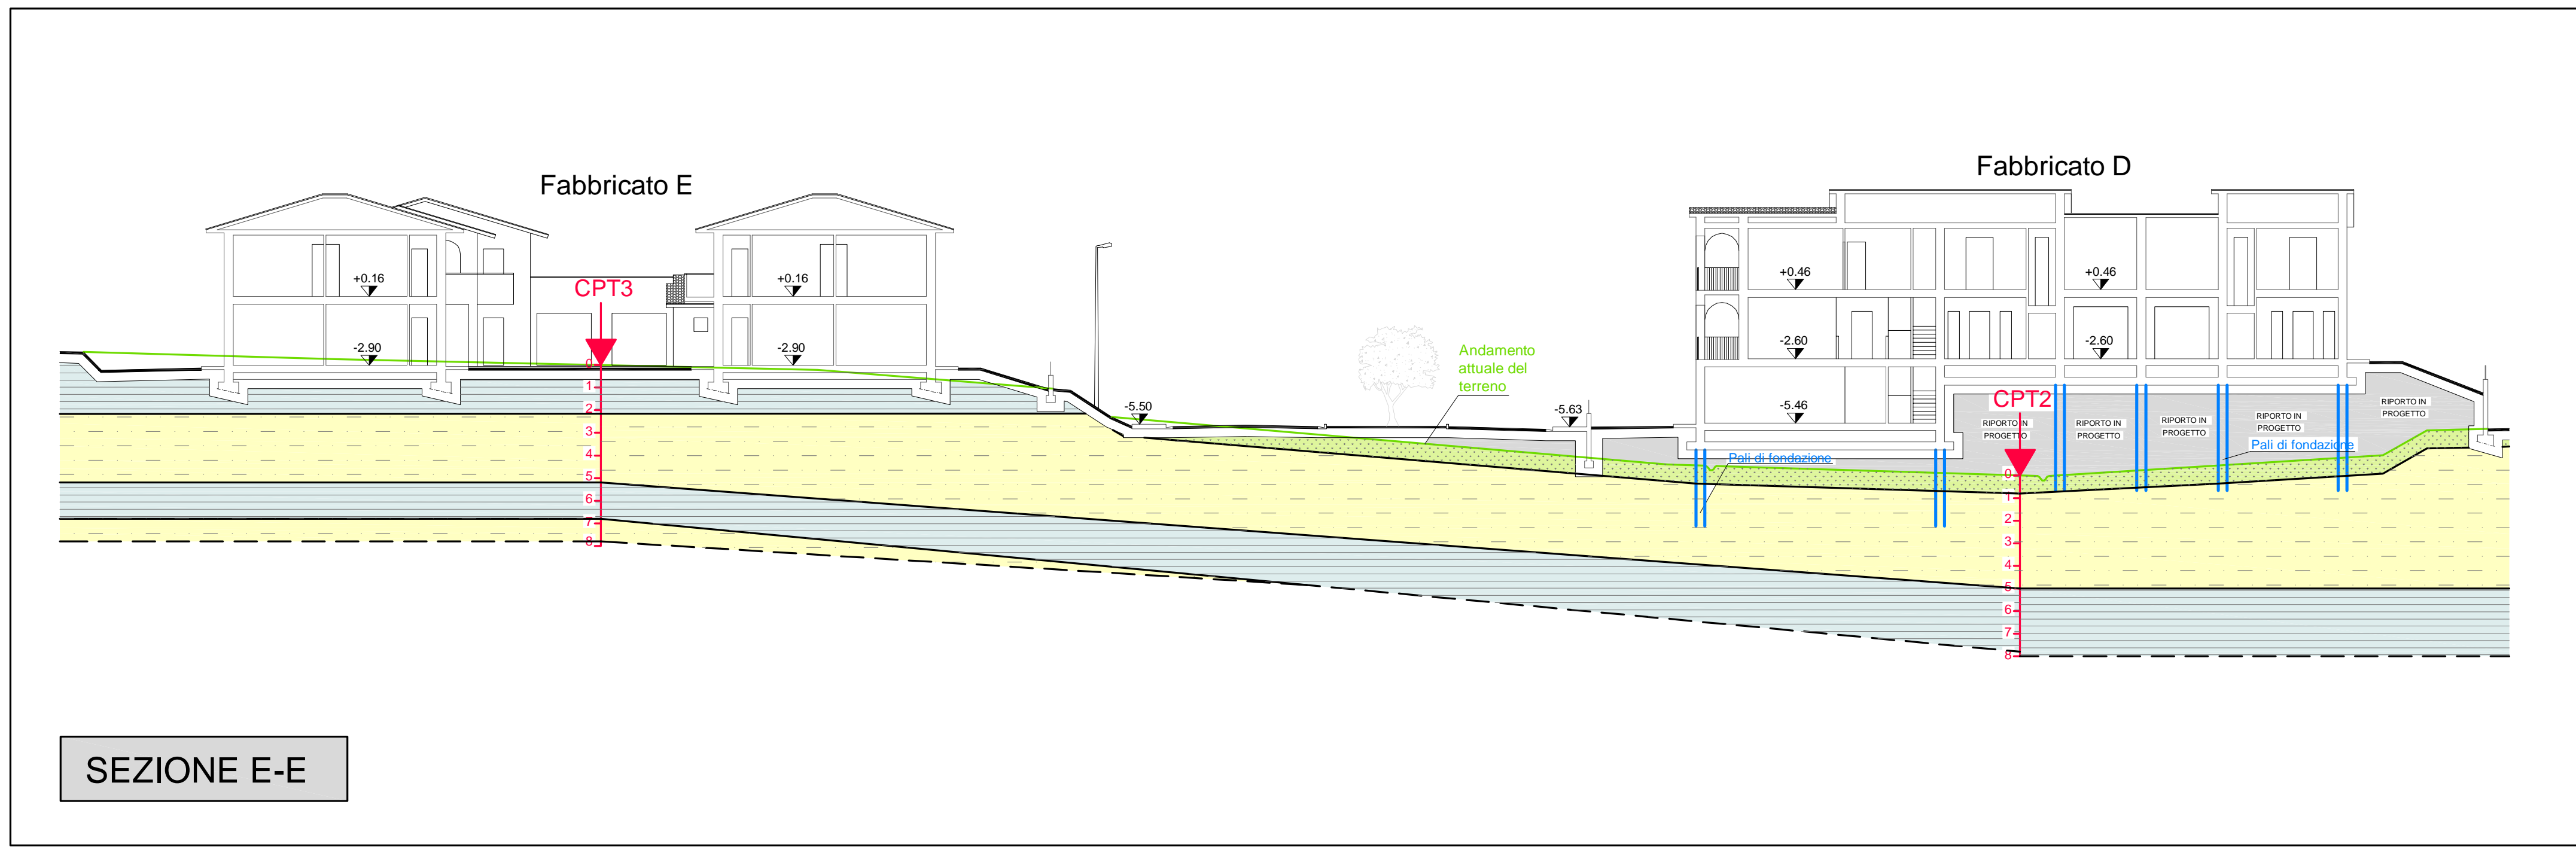 Fabbricato E
Fabbricato D
+0.16
+0.16
+0.46
+0.46
CPT3
-2.90
-2.90
-2.60
-2.60
Andamento
attuale del
terreno
-5.50
-5.63
-5.46
0
1
2
3
4
5
6
7
8
CPT2
RIPORTO IN
PROGETTO
RIPORTO IN
PROGETTO
RIPORTO IN
PROGETTO
RIPORTO IN
PROGETTO
RIPORTO IN
PROGETTO
Pali di fondazione
Pali di fondazione
0
1
2
3
4
5
6
7
8
SEZIONE E-E